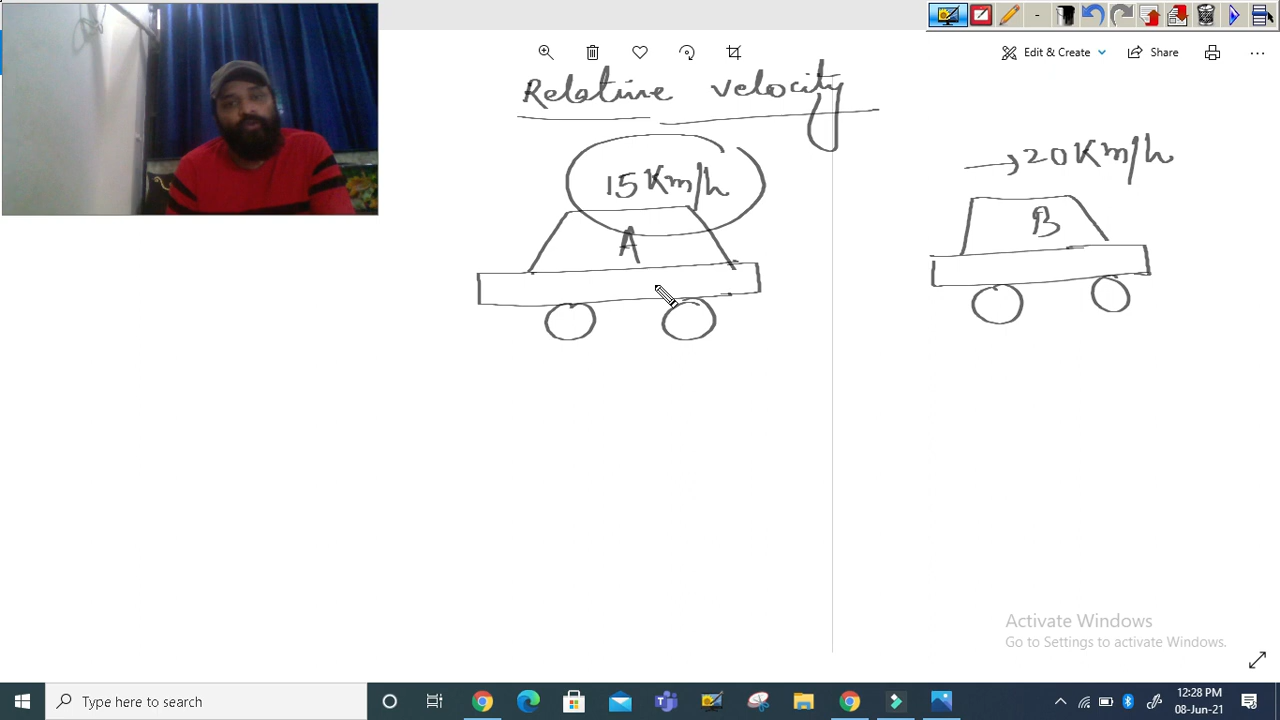 Edit & Create
Share
Relative velocity
15 Km/h
→ 20 Km/h
A
B
Activate Windows
Go to Settings to activate Windows.
Type here to search
12:28 PM
08-Jun-21